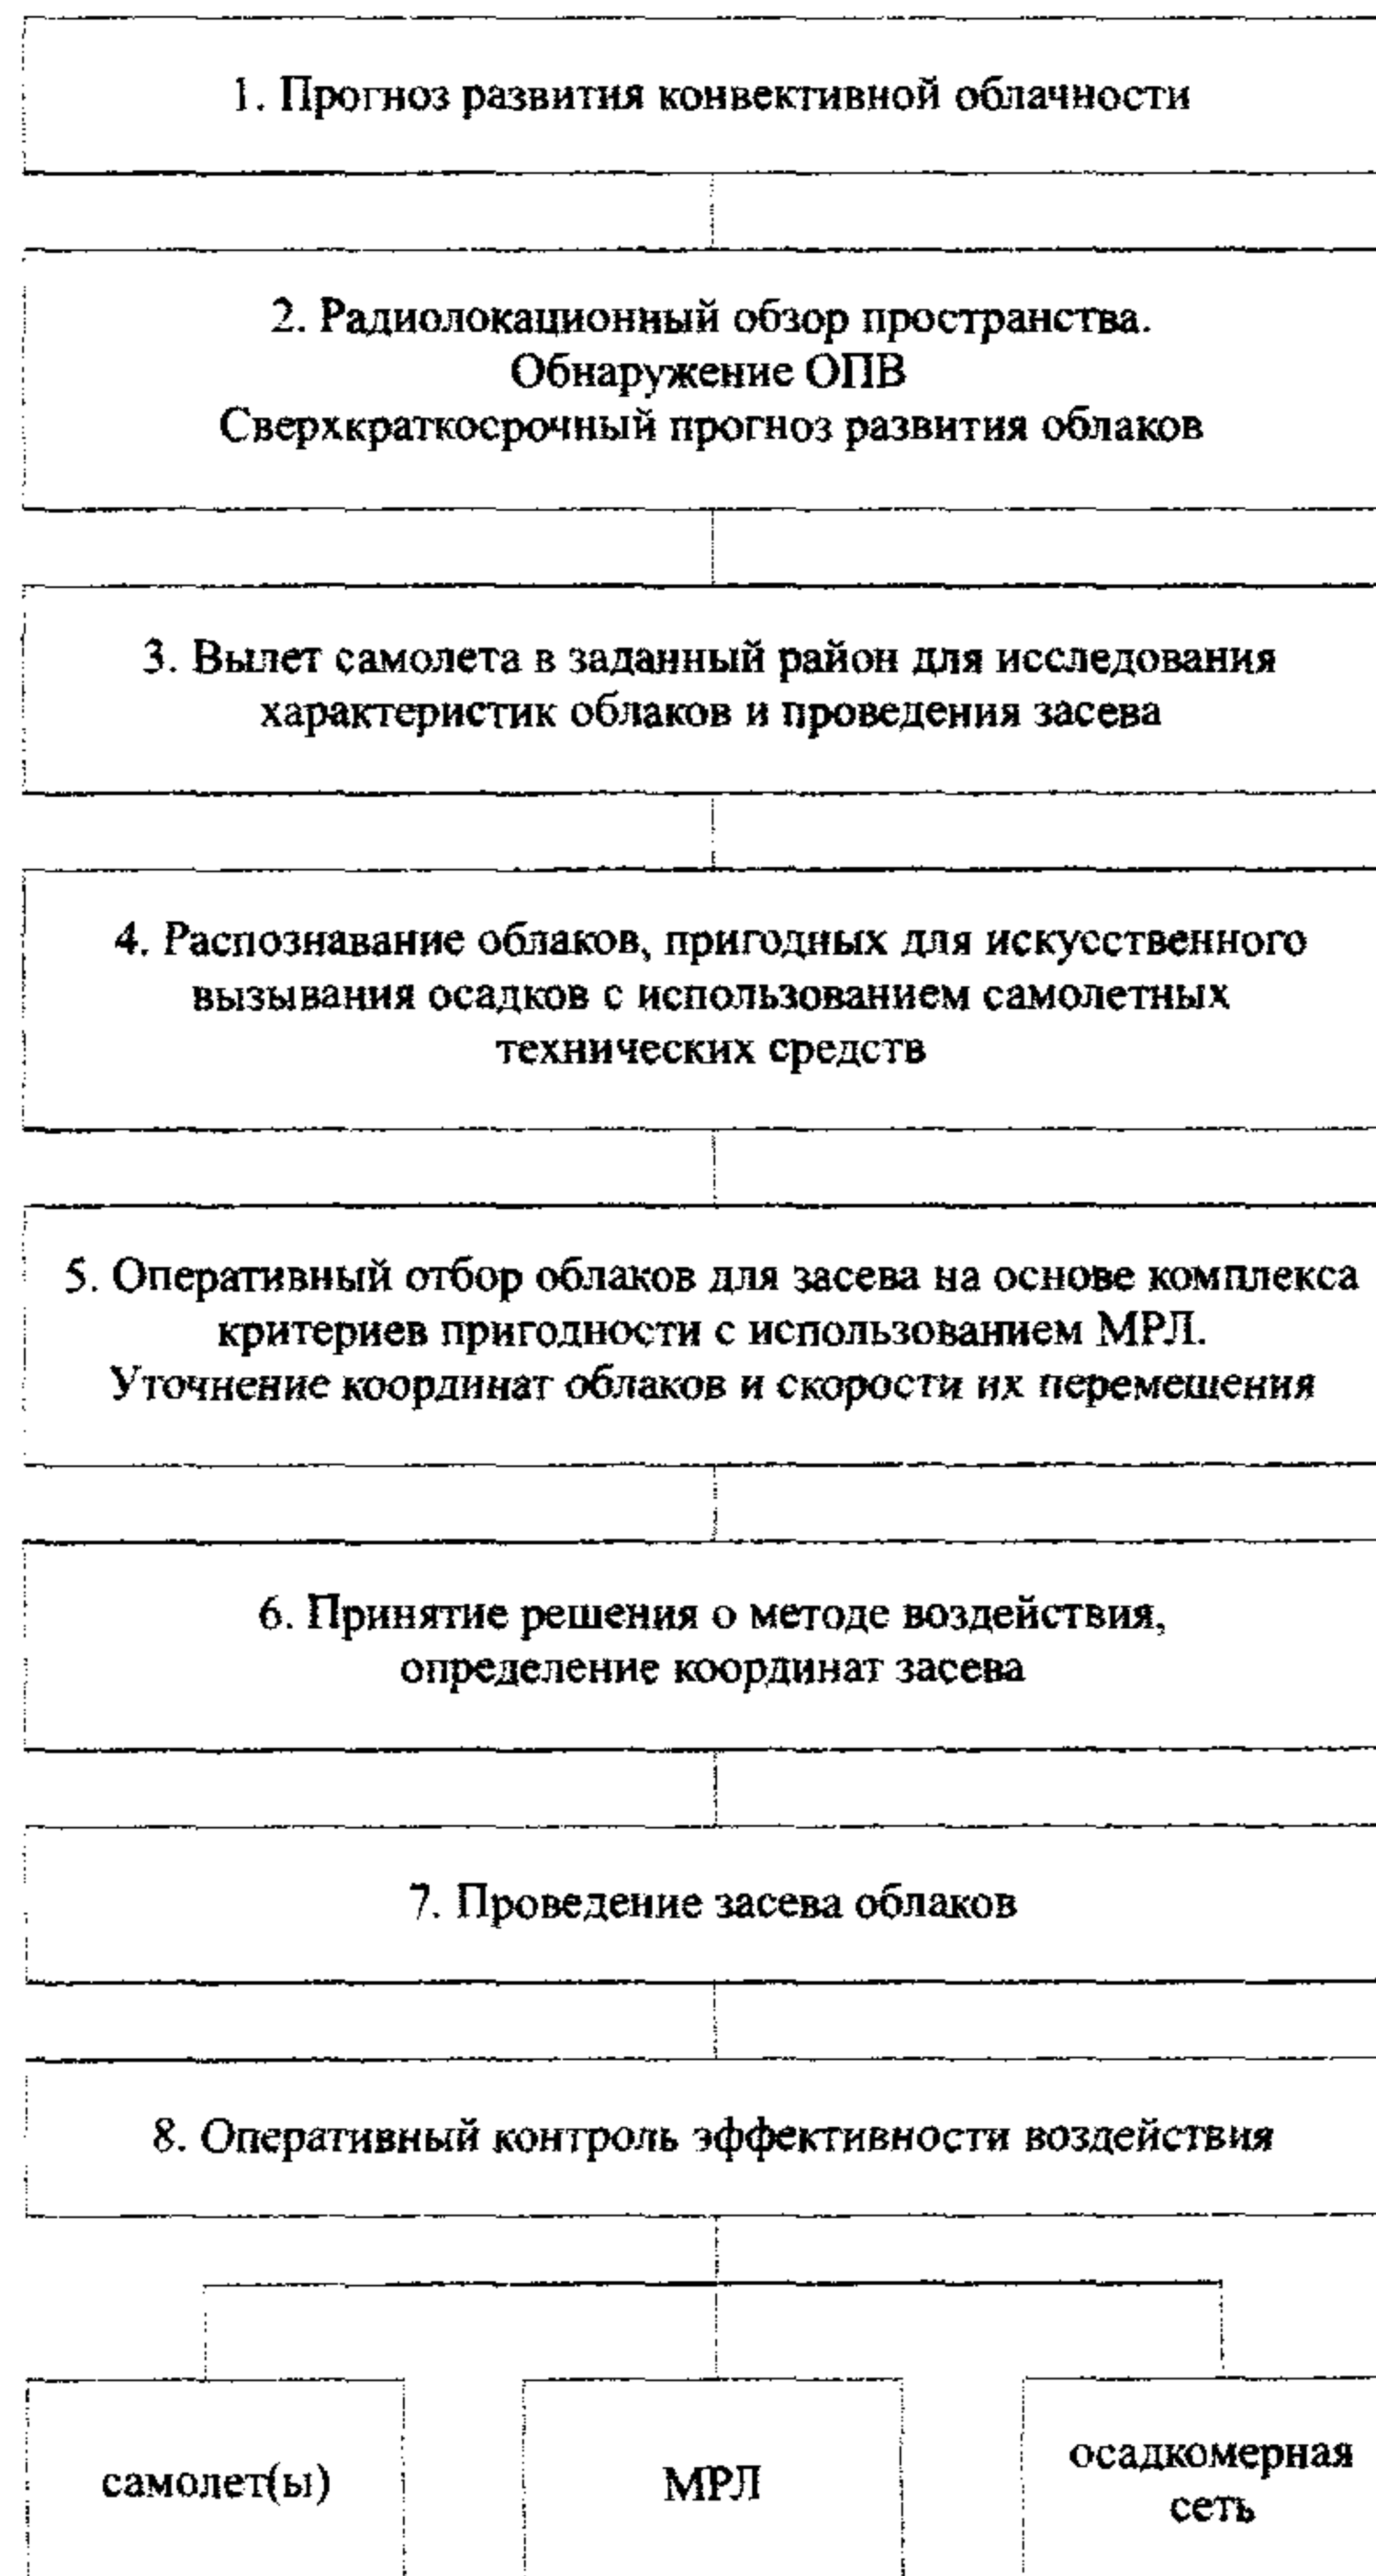 1. Прогноз развития конвективной облачности
2. Радиолокационный обзор пространства.
Обнаружение ОПВ
Сверхкраткосрочный прогноз развития облаков
3. Вылет самолета в заданный район для исследования
характеристик облаков и проведения засева
4. Распознавание облаков, пригодных для искусственного
вызывания осадков с использованием самолетных
технических средств
5. Оперативный отбор облаков для засева на основе комплекса
критериев пригодности с использованием МРЛ.
Уточнение координат облаков и скорости их перемещения
6. Принятие решения о методе воздействия,
определение координат засева
7. Проведение засева облаков
8. Оперативный контроль эффективности воздействия
самолет(ы)
МРЛ
осадкомерная
сеть